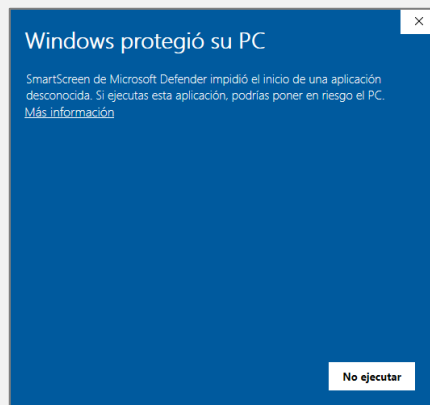 Windows protegió su PC
SmartScreen de Microsoft Defender impidió el inicio de una aplicación
desconocida. Si ejecutas esta aplicación, podrías poner en riesgo el PC.
Más información
No ejecutar